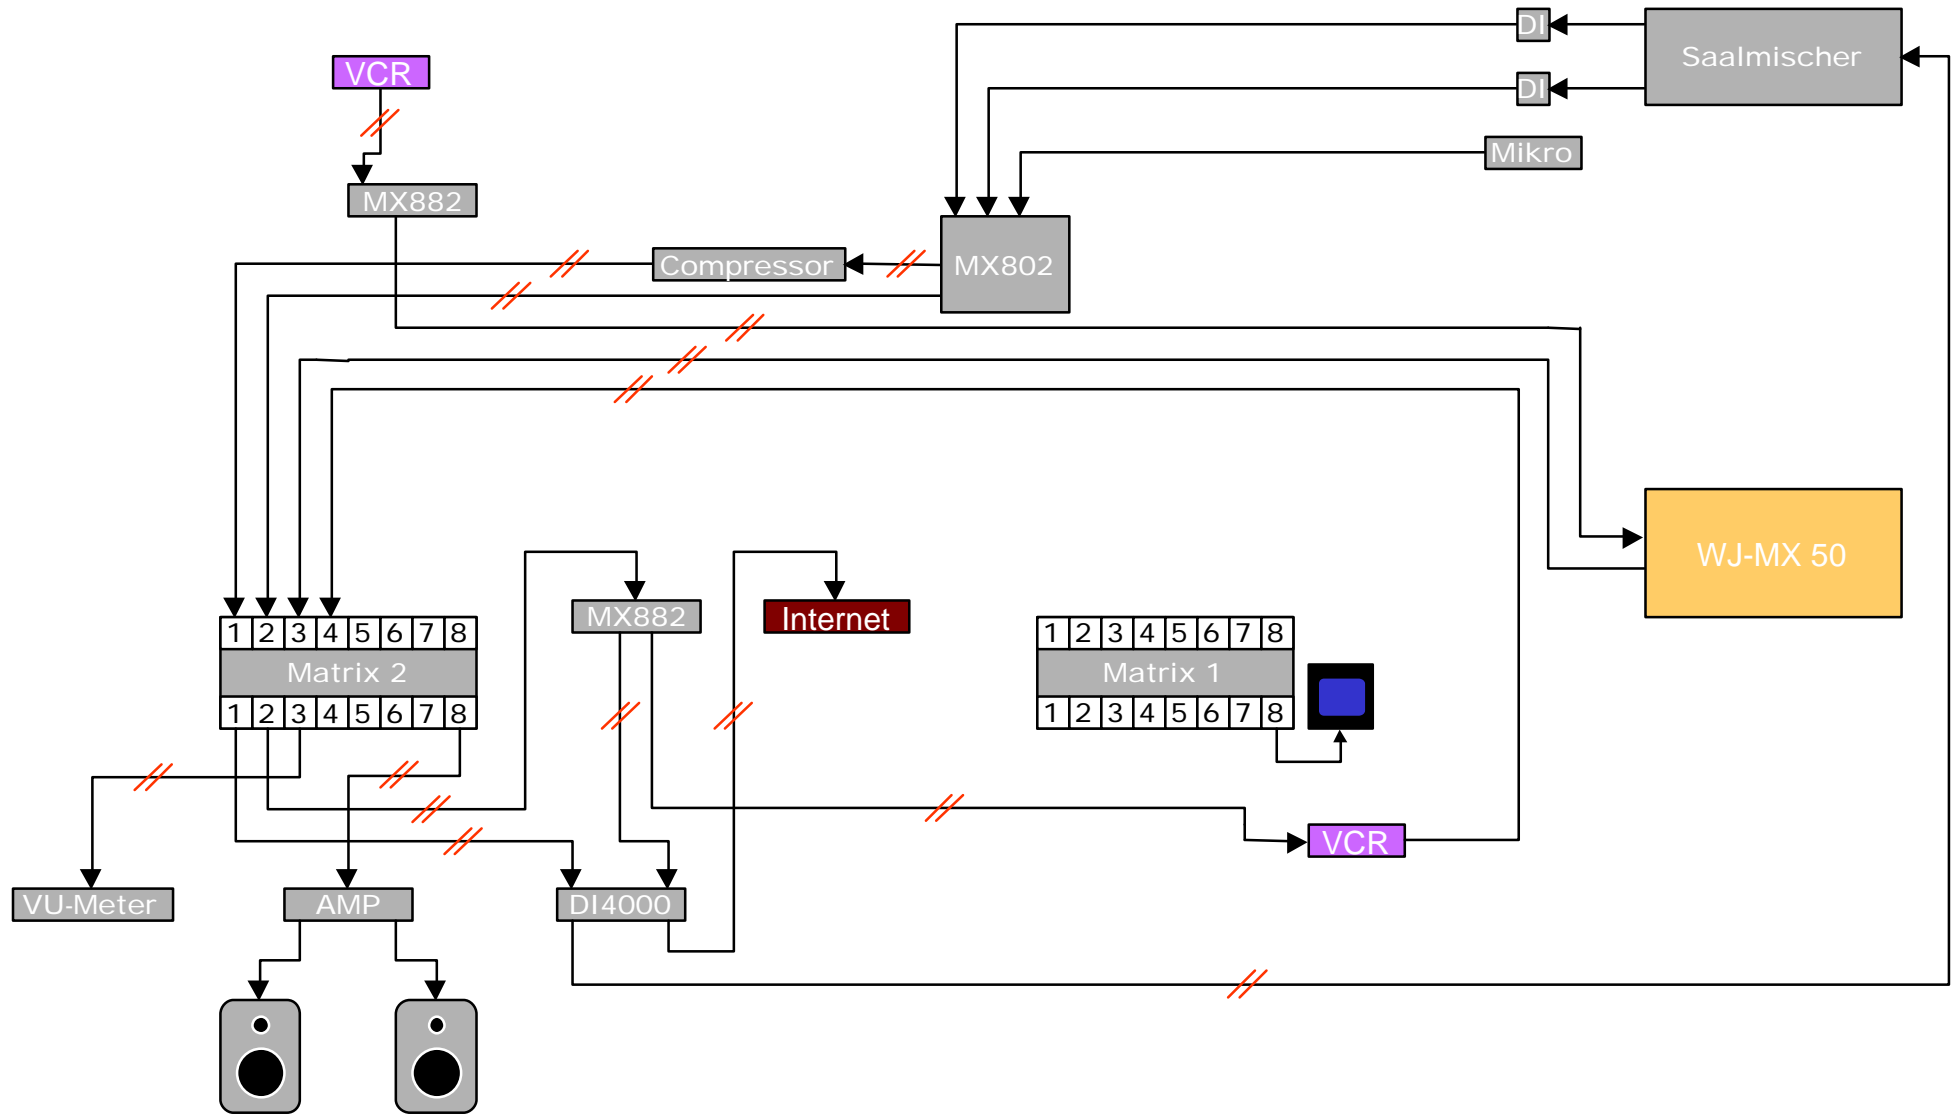 DI
Saalmischer
VCR
DI
Mikro
MX882
Compressor
MX802
WJ-MX 50
MX882
Internet
1 2 3 4 5 6 7 8
Matrix 2
1 2 3 4 5 6 7 8
1 2 3 4 5 6 7 8
Matrix 1
1 2 3 4 5 6 7 8
VCR
VU-Meter
AMP
DI4000